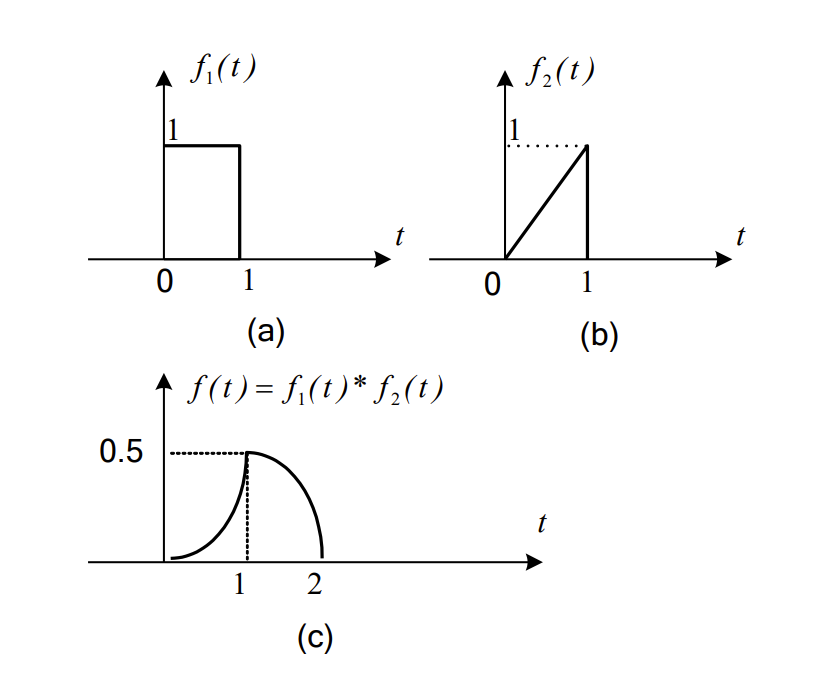 f₁(t)
1
t
0
1
(a)
f₂(t)
1
t
0
1
(b)
f(t) = f₁(t) * f₂(t)
0.5
t
1
2
(c)